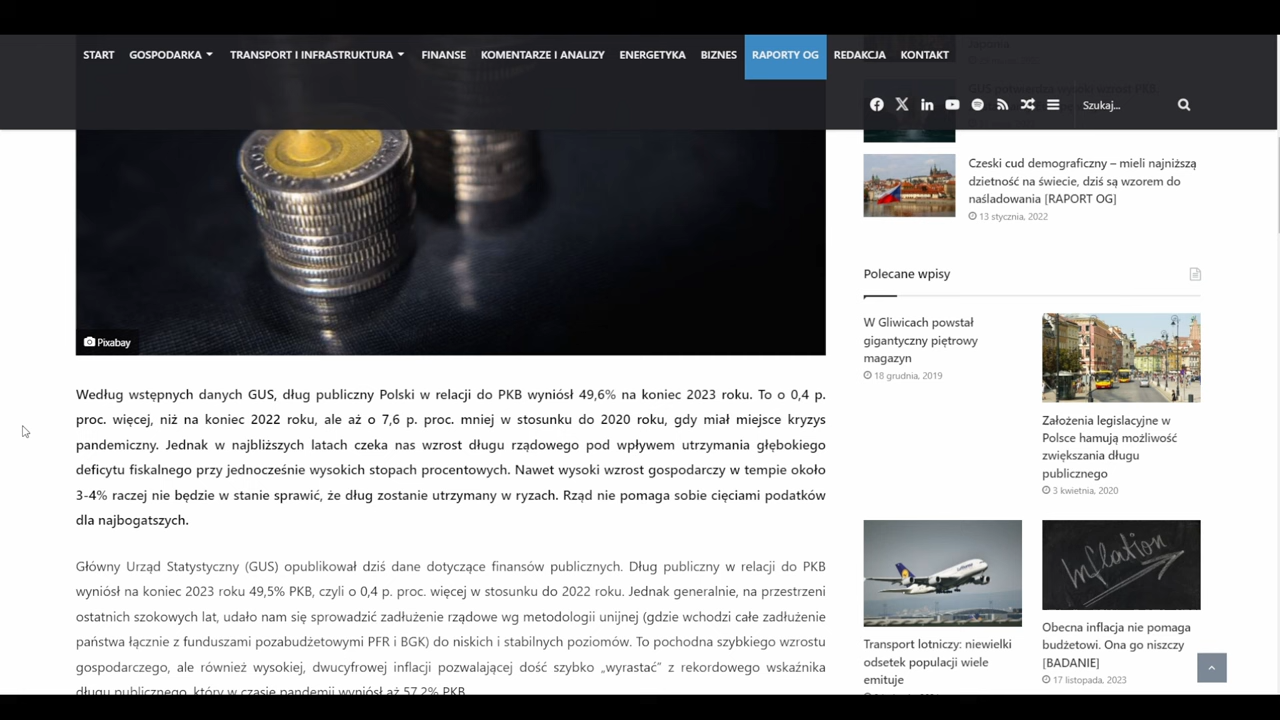 START GOSPODARKA TRANSPORT I INFRASTRUKTURA FINANSE KOMENTARZE I ANALIZY ENERGETYKA BIZNES RAPORTY OG REDAKCJA KONTAKT
Japonia
GUS potwierdza wysoki wzrost PKB
Szukaj...
Czeski cud demograficzny – mieli najniższą
dzietność na świecie, dziś są wzorem do
naśladowania [RAPORT OG]
13 stycznia, 2022
Pixabay
Według wstępnych danych GUS, dług publiczny Polski w relacji do PKB wyniósł 49,6% na koniec 2023 roku. To o 0,4 p.
proc. więcej, niż na koniec 2022 roku, ale aż o 7,6 p. proc. mniej w stosunku do 2020 roku, gdy miał miejsce kryzys
pandemiczny. Jednak w najbliższych latach czeka nas wzrost długu rządowego pod wpływem utrzymania głębokiego
deficytu fiskalnego przy jednocześnie wysokich stopach procentowych. Nawet wysoki wzrost gospodarczy w tempie około
3-4% raczej nie będzie w stanie sprawić, że dług zostanie utrzymany w ryzach. Rząd nie pomaga sobie cięciami podatków
dla najbogatszych.
Główny Urząd Statystyczny (GUS) opublikował dziś dane dotyczące finansów publicznych. Dług publiczny w relacji do PKB
wyniósł na koniec 2023 roku 49,5% PKB, czyli o 0,4 p. proc. więcej w stosunku do 2022 roku. Jednak generalnie, na przestrzeni
ostatnich szokowych lat, udało nam się sprowadzić zadłużenie rządowe wg metodologii unijnej (gdzie wchodzi całe zadłużenie
państwa łącznie z funduszami pozabudżetowymi PFR i BGK) do niskich i stabilnych poziomów. To pochodna szybkiego wzrostu
gospodarczego, ale również wysokiej, dwucyfrowej inflacji pozwalającej dość szybko „wyrastać” z rekordowego wskaźnika
długu publicznego, który w czasie pandemii wyniósł aż 57,2% PKB.
Polecane wpisy
W Gliwicach powstał
gigantyczny piętrowy
magazyn
18 grudnia, 2019
Założenia legislacyjne w
Polsce hamują możliwość
zwiększania długu
publicznego
3 kwietnia, 2020
Transport lotniczy: niewielki
odsetek populacji wiele
emituje
Inflation
Obecna inflacja nie pomaga
budżetowi. Ona go niszczy
[BADANIE]
17 listopada, 2023